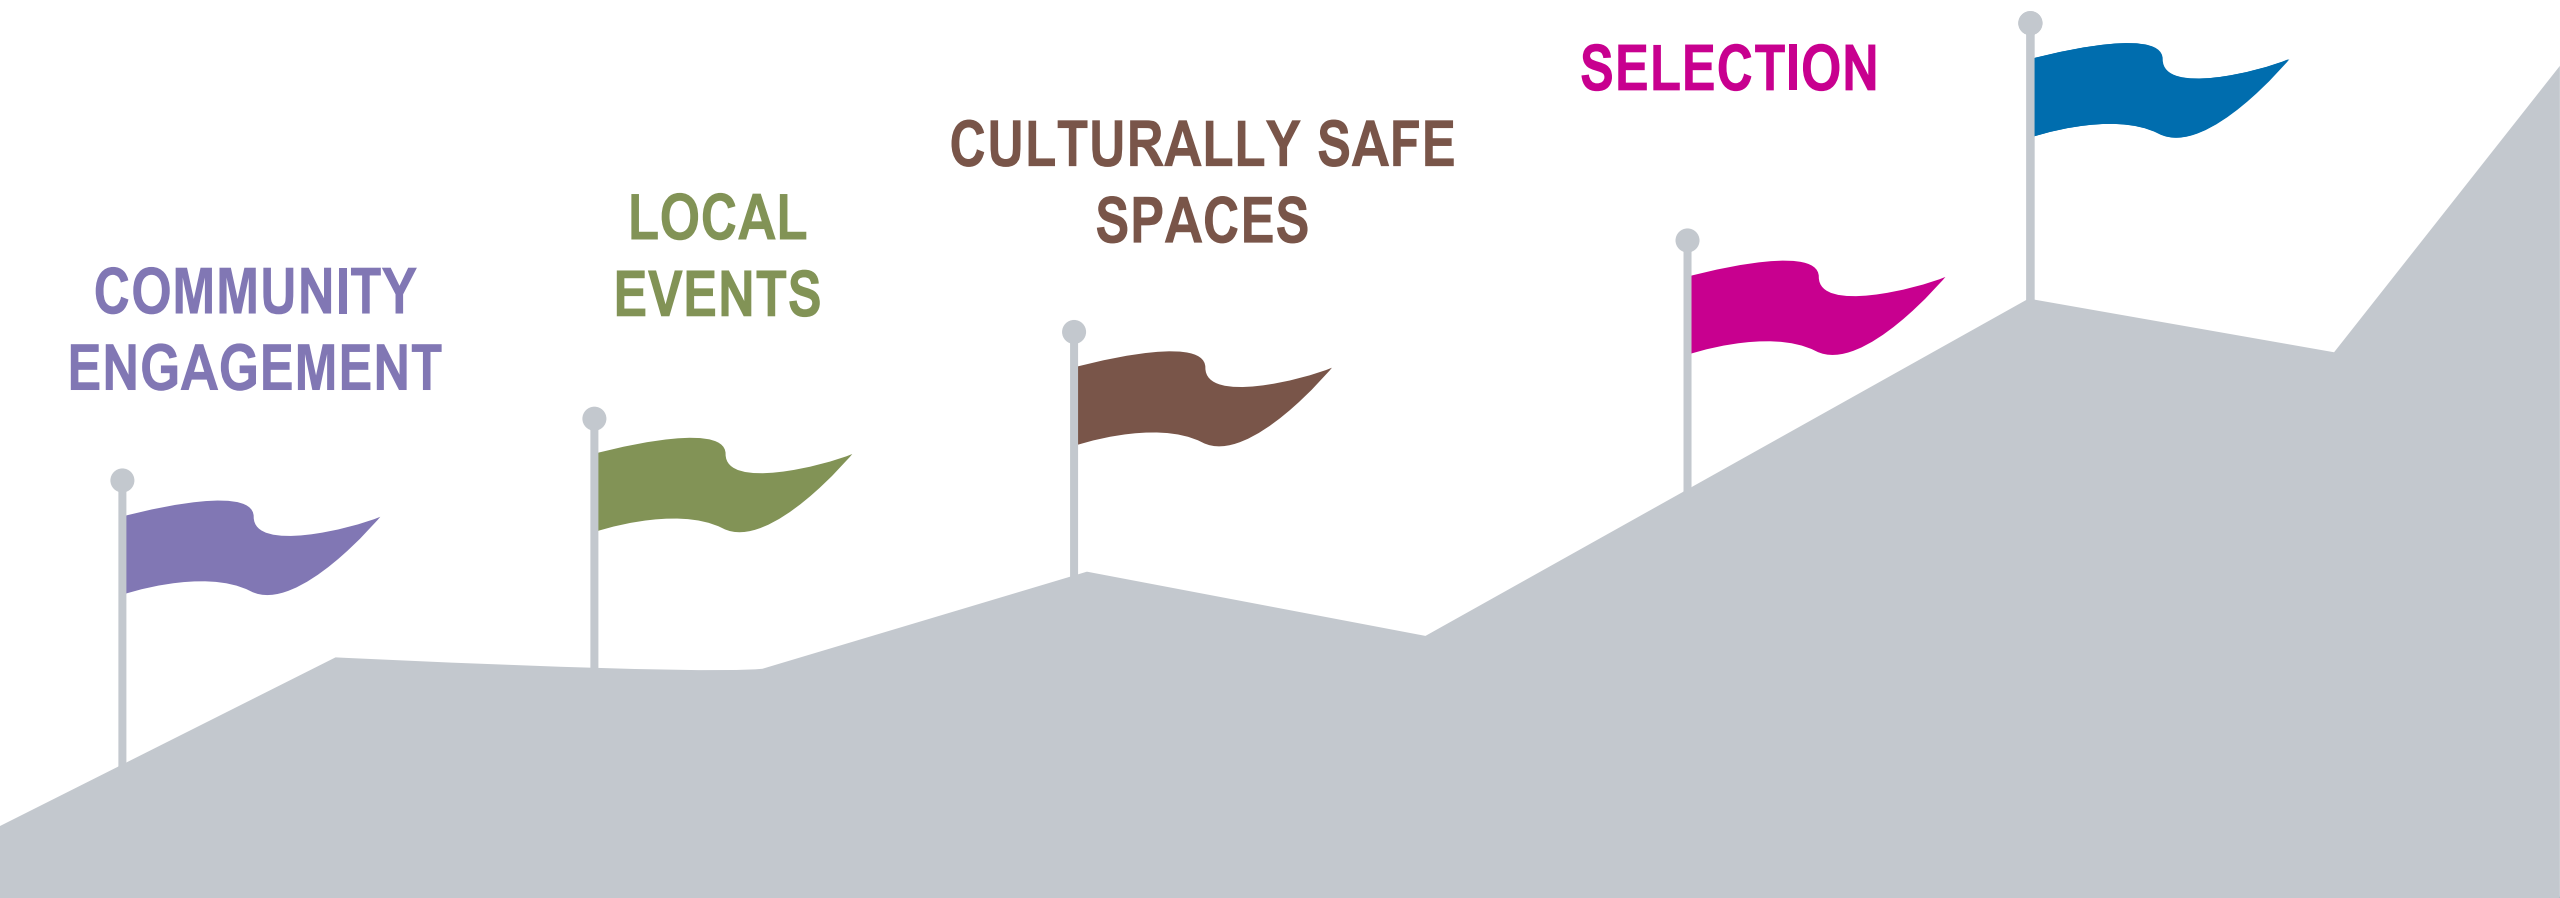 COMMUNITY
ENGAGEMENT
LOCAL
EVENTS
CULTURALLY SAFE
SPACES
SELECTION